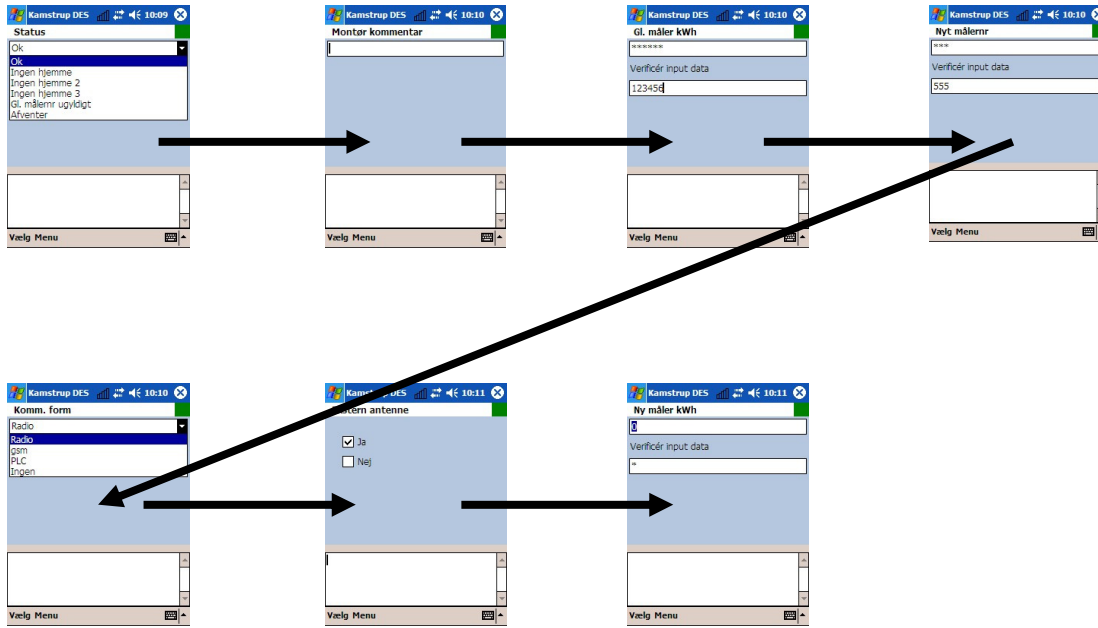 Kamstrup DES 10:09
Status
Ok
Ok
Ingen hjemme
Ingen hjemme 2
Ingen hjemme 3
Gl. målernr ugyldigt
Afventer
Vælg Menu
Kamstrup DES 10:10
Montør kommentar
Vælg Menu
Kamstrup DES 10:10
Gl. måler kWh
******
Verificér input data
123456
Vælg Menu
Kamstrup DES 10:10
Nyt målernr
***
Verificér input data
555
Vælg Menu
Kamstrup DES 10:10
Komm. form
Radio
Radio
gsm
PLC
Ingen
Vælg Menu
Kamstrup DES 10:11
antenne
Ja
Nej
Vælg Menu
Kamstrup DES 10:11
Ny måler kWh
0
Verificér input data
*
Vælg Menu